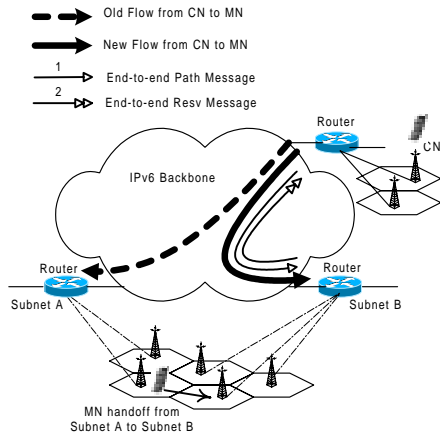 Old Flow from CN to MN
New Flow from CN to MN
1
End-to-end Path Message
2
End-to-end Resv Message
Router
CN
IPv6 Backbone
Router
Router
Subnet A
Subnet B
MN handoff from
Subnet A to Subnet B